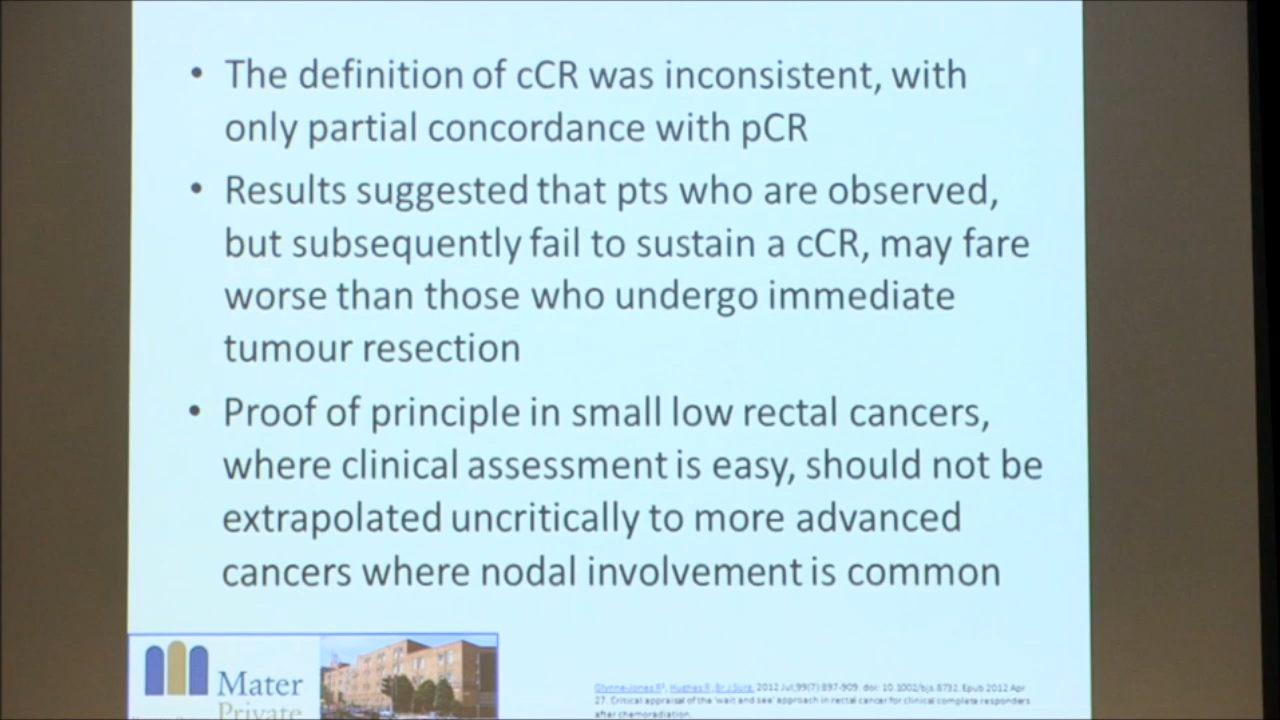 • The definition of cCR was inconsistent, with
only partial concordance with pCR
• Results suggested that pts who are observed,
but subsequently fail to sustain a cCR, may fare
worse than those who undergo immediate
tumour resection
• Proof of principle in small low rectal cancers,
where clinical assessment is easy, should not be
extrapolated uncritically to more advanced
cancers where nodal involvement is common
Mater
Private
Glynne-Jones R¹, Hughes R, Br J Surg. 2012 Jul;99(7):897-909. doi: 10.1002/bjs.8732. Epub 2012 Apr
27. Critical appraisal of the 'wait and see' approach in rectal cancer for clinical complete responders
after chemoradiation.